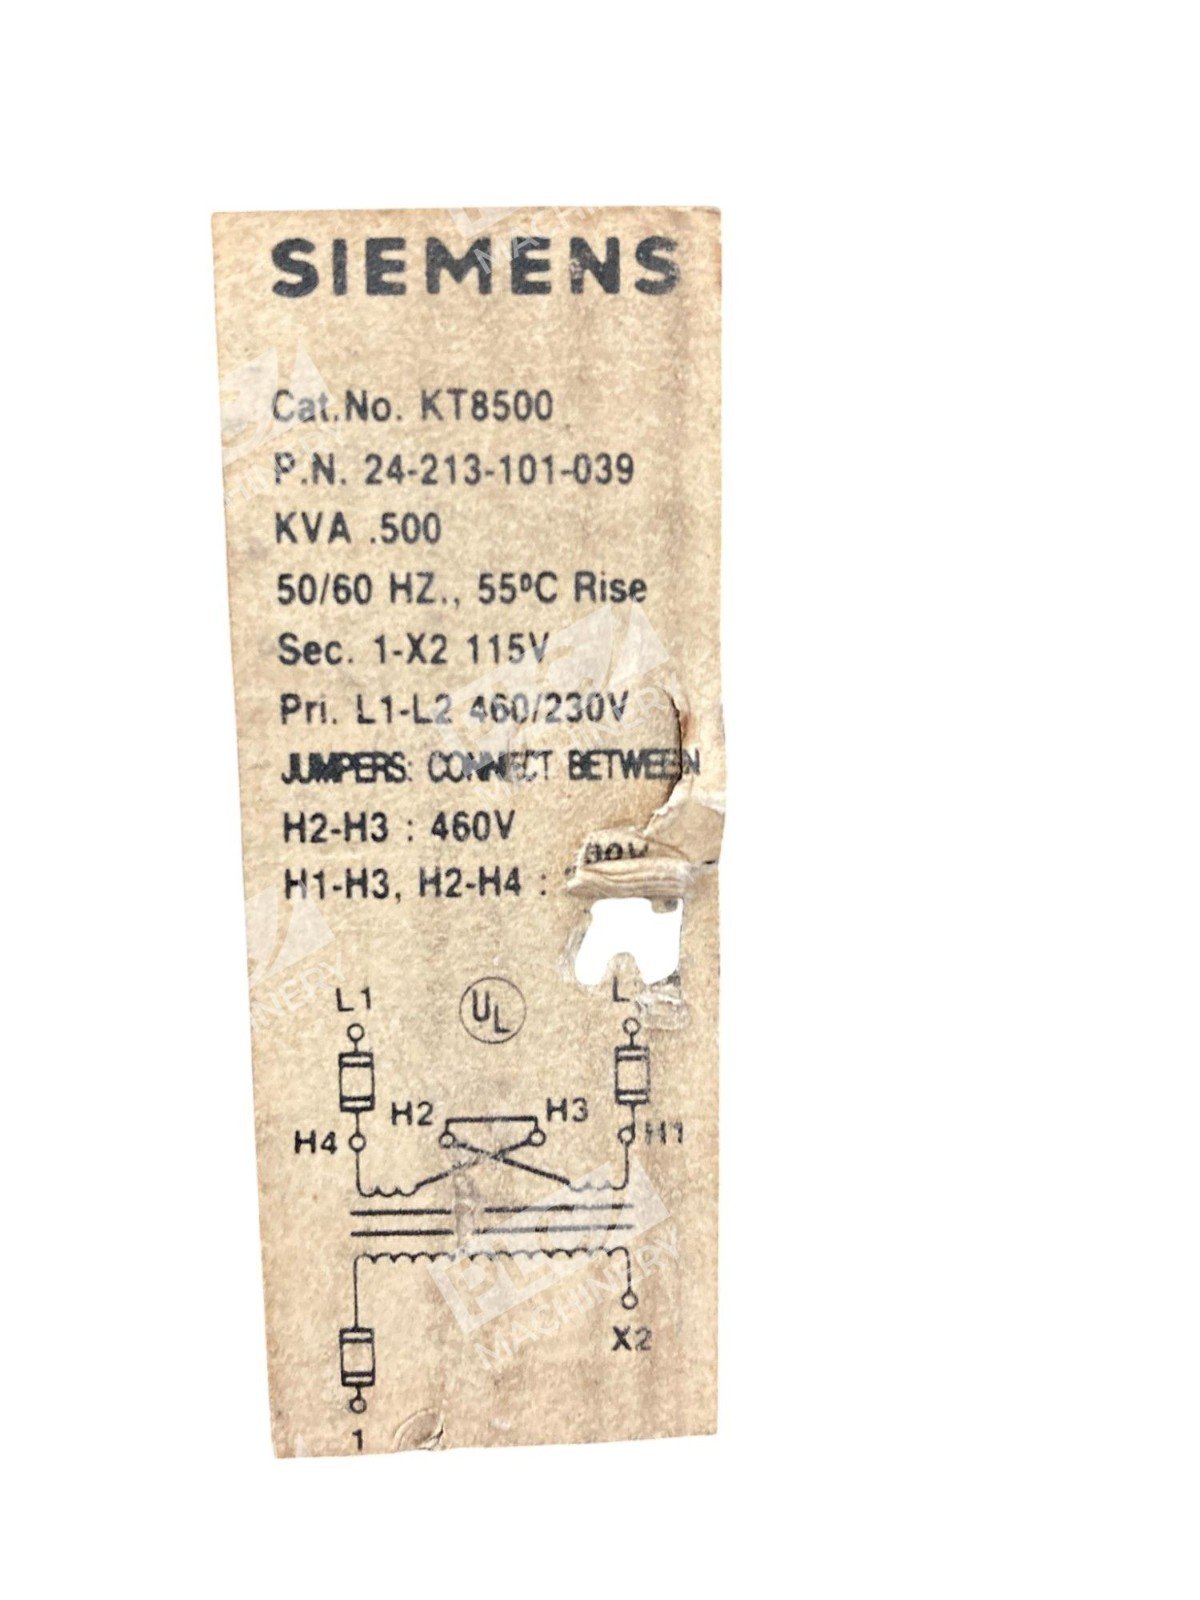 SIEMENS
Cat.No. KT8500
P.N. 24-213-101-039
KVA .500
50/60 HZ., 55ºC Rise
Sec. 1-X2 115V
Pri. L1-L2 460/230V
JUMPERS: CONNECT BETWEEN
H2-H3 : 460V
H1-H3, H2-H4 :
L1
UL
L
H2
H3
H4
H1
X2
1
PLC MACHINERY